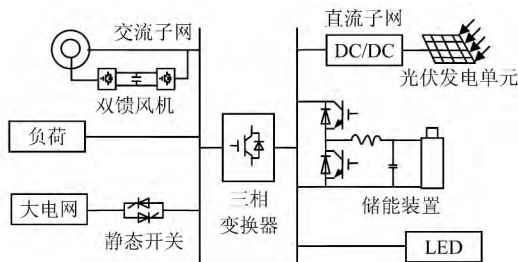 交流子网
双馈风机
负荷
大电网
静态开关
三相
变换器
直流子网
DC/DC
光伏发电单元
储能装置
LED